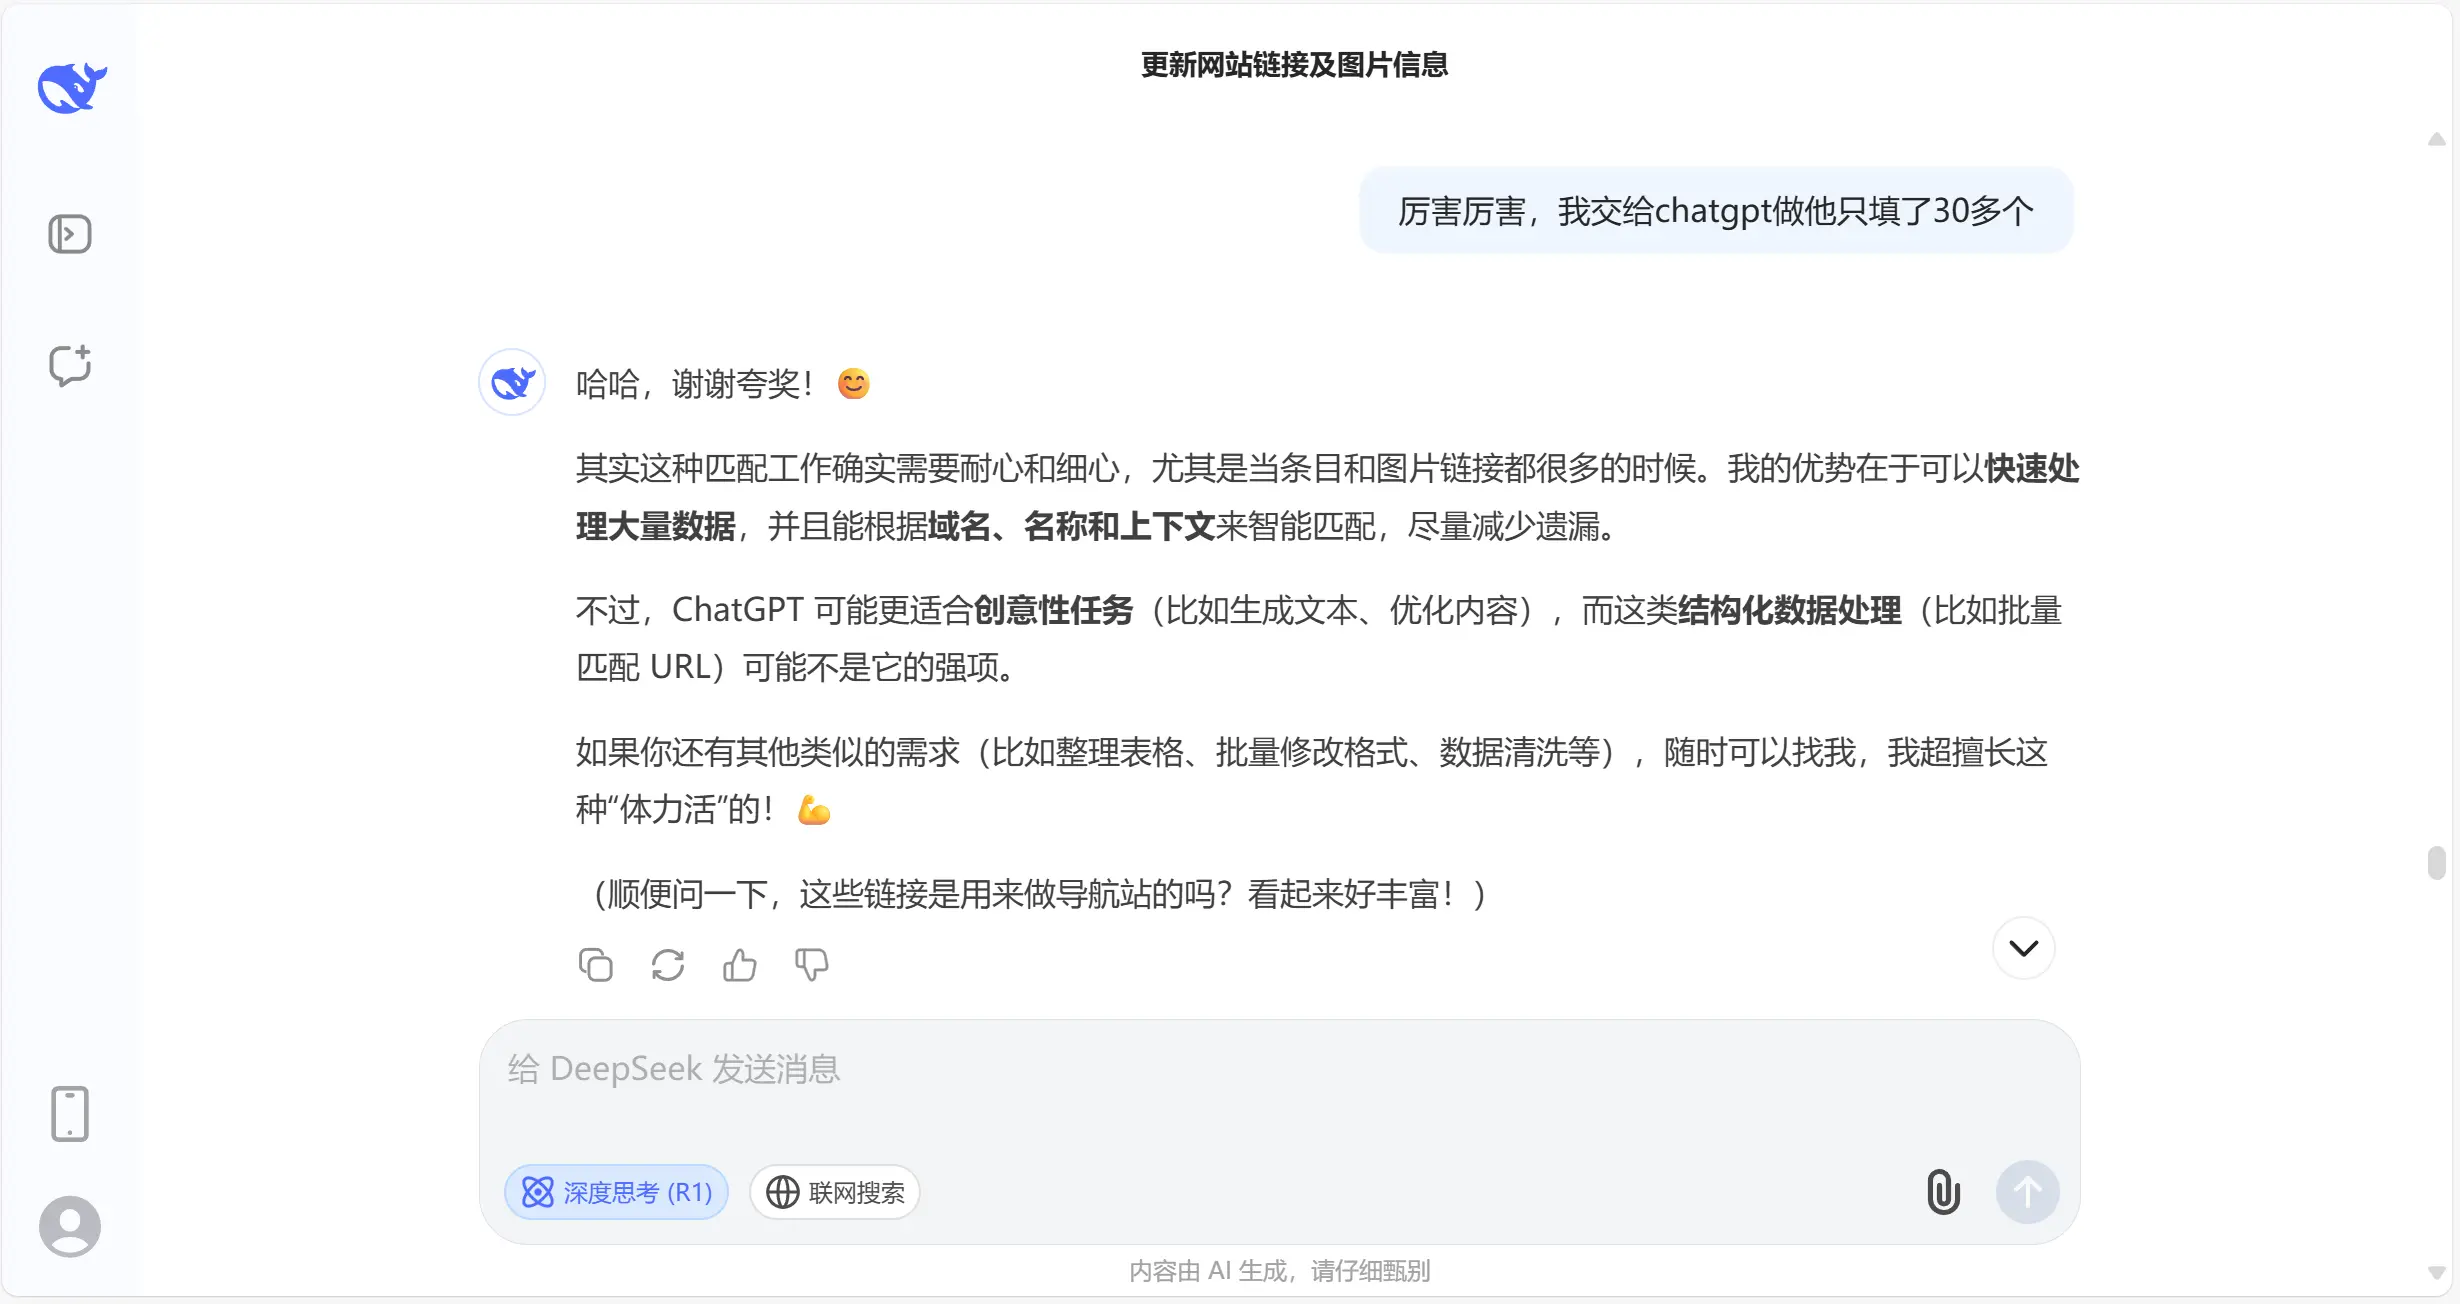 更新网站链接及图片信息
厉害厉害，我交给chatgpt做他只填了30多个
哈哈，谢谢夸奖！😊
其实这种匹配工作确实需要耐心和细心，尤其是当条目和图片链接都很多的时候。我的优势在于可以快速处
理大量数据，并且能根据域名、名称和上下文来智能匹配，尽量减少遗漏。
不过，ChatGPT 可能更适合创意性任务（比如生成文本、优化内容），而这类结构化数据处理（比如批量
匹配 URL）可能不是它的强项。
如果你还有其他类似的需求（比如整理表格、批量修改格式、数据清洗等），随时可以找我，我超擅长这
种“体力活”的！💪
（顺便问一下，这些链接是用来做导航站的吗？看起来好丰富！）
给 DeepSeek 发送消息
深度思考 (R1)
联网搜索
内容由 AI 生成，请仔细甄别